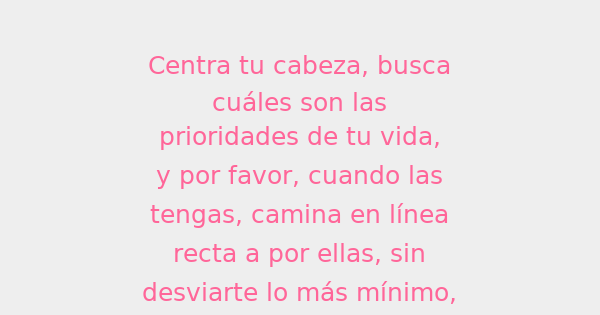 Centra tu cabeza, busca
cuáles son las
prioridades de tu vida,
y por favor, cuando las
tengas, camina en línea
recta a por ellas, sin
desviarte lo más mínimo,